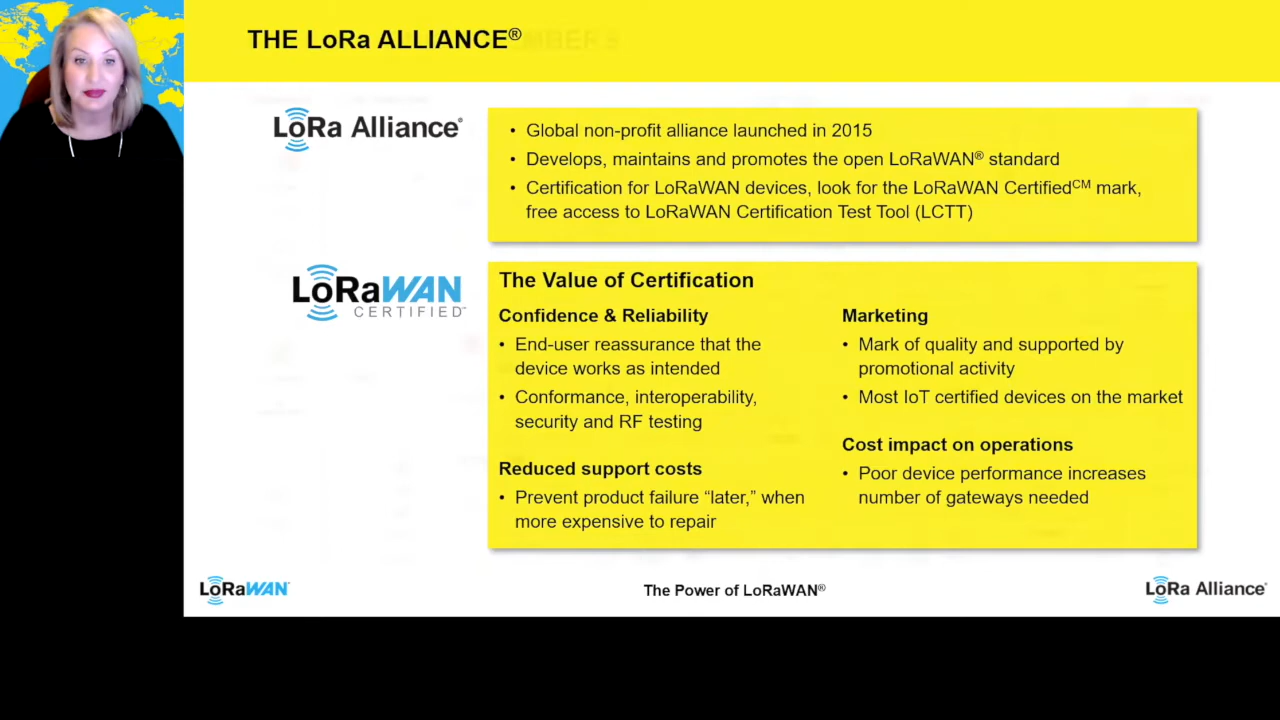 THE LoRa ALLIANCE®
LoRa Alliance®
• Global non-profit alliance launched in 2015
• Develops, maintains and promotes the open LoRaWAN® standard
• Certification for LoRaWAN devices, look for the LoRaWAN Certified℠ mark,
free access to LoRaWAN Certification Test Tool (LCTT)
LoRaWAN
CERTIFIED™
The Value of Certification
Confidence & Reliability
• End-user reassurance that the
device works as intended
• Conformance, interoperability,
security and RF testing
Reduced support costs
• Prevent product failure “later,” when
more expensive to repair
Marketing
• Mark of quality and supported by
promotional activity
• Most IoT certified devices on the market
Cost impact on operations
• Poor device performance increases
number of gateways needed
LoRaWAN™
The Power of LoRaWAN®
LoRa Alliance®